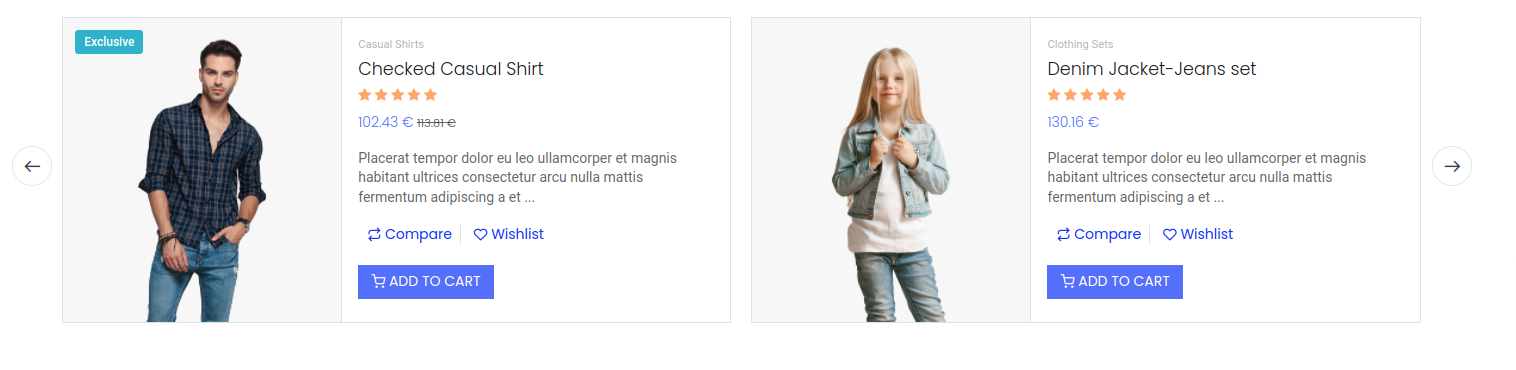 Exclusive
Casual Shirts
Checked Casual Shirt
102.43 € 113.81 €
Placerat tempor dolor eu leo ullamcorper et magnis
habitant ultrices consectetur arcu nulla mattis
fermentum adipiscing a et ...
Compare Wishlist
ADD TO CART
Clothing Sets
Denim Jacket-Jeans set
130.16 €
Placerat tempor dolor eu leo ullamcorper et magnis
habitant ultrices consectetur arcu nulla mattis
fermentum adipiscing a et ...
Compare Wishlist
ADD TO CART